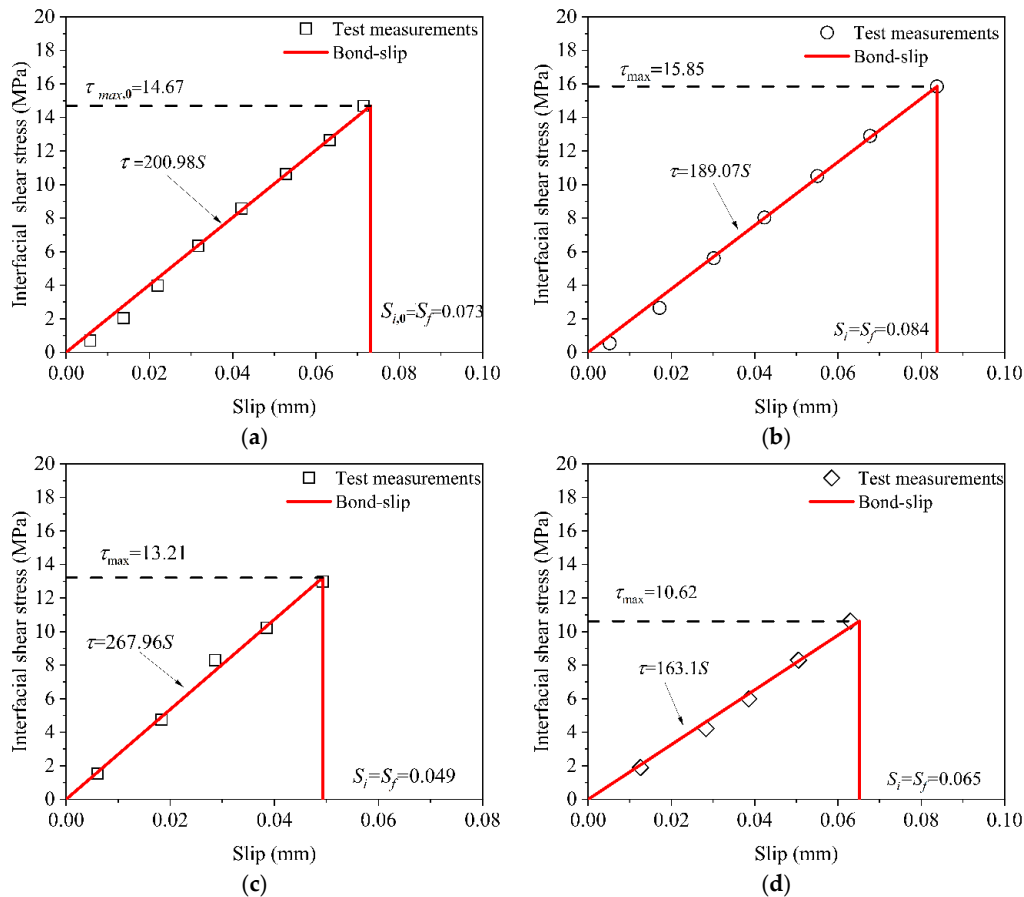 20
18
16
14
12
10
8
6
4
2
0
Interfacial shear stress (MPa)
Test measurements
Bond-slip
τ max,0=14.67
τ =200.98S
Si,0=Sf=0.073
0.00 0.02 0.04 0.06 0.08 0.10
Slip (mm)
(a)
20
18
16
14
12
10
8
6
4
2
0
Interfacial shear stress (MPa)
Test measurements
Bond-slip
τmax=15.85
τ=189.07S
Si=Sf=0.084
0.00 0.02 0.04 0.06 0.08 0.10
Slip (mm)
(b)
20
18
16
14
12
10
8
6
4
2
0
Interfacial shear stress (MPa)
Test measurements
Bond-slip
τmax=13.21
τ=267.96S
Si=Sf=0.049
0.00 0.02 0.04 0.06 0.08
Slip (mm)
(c)
20
18
16
14
12
10
8
6
4
2
0
Interfacial shear stress (MPa)
Test measurements
Bond-slip
τmax=10.62
τ=163.1S
Si=Sf=0.065
0.00 0.02 0.04 0.06 0.08 0.10
Slip (mm)
(d)